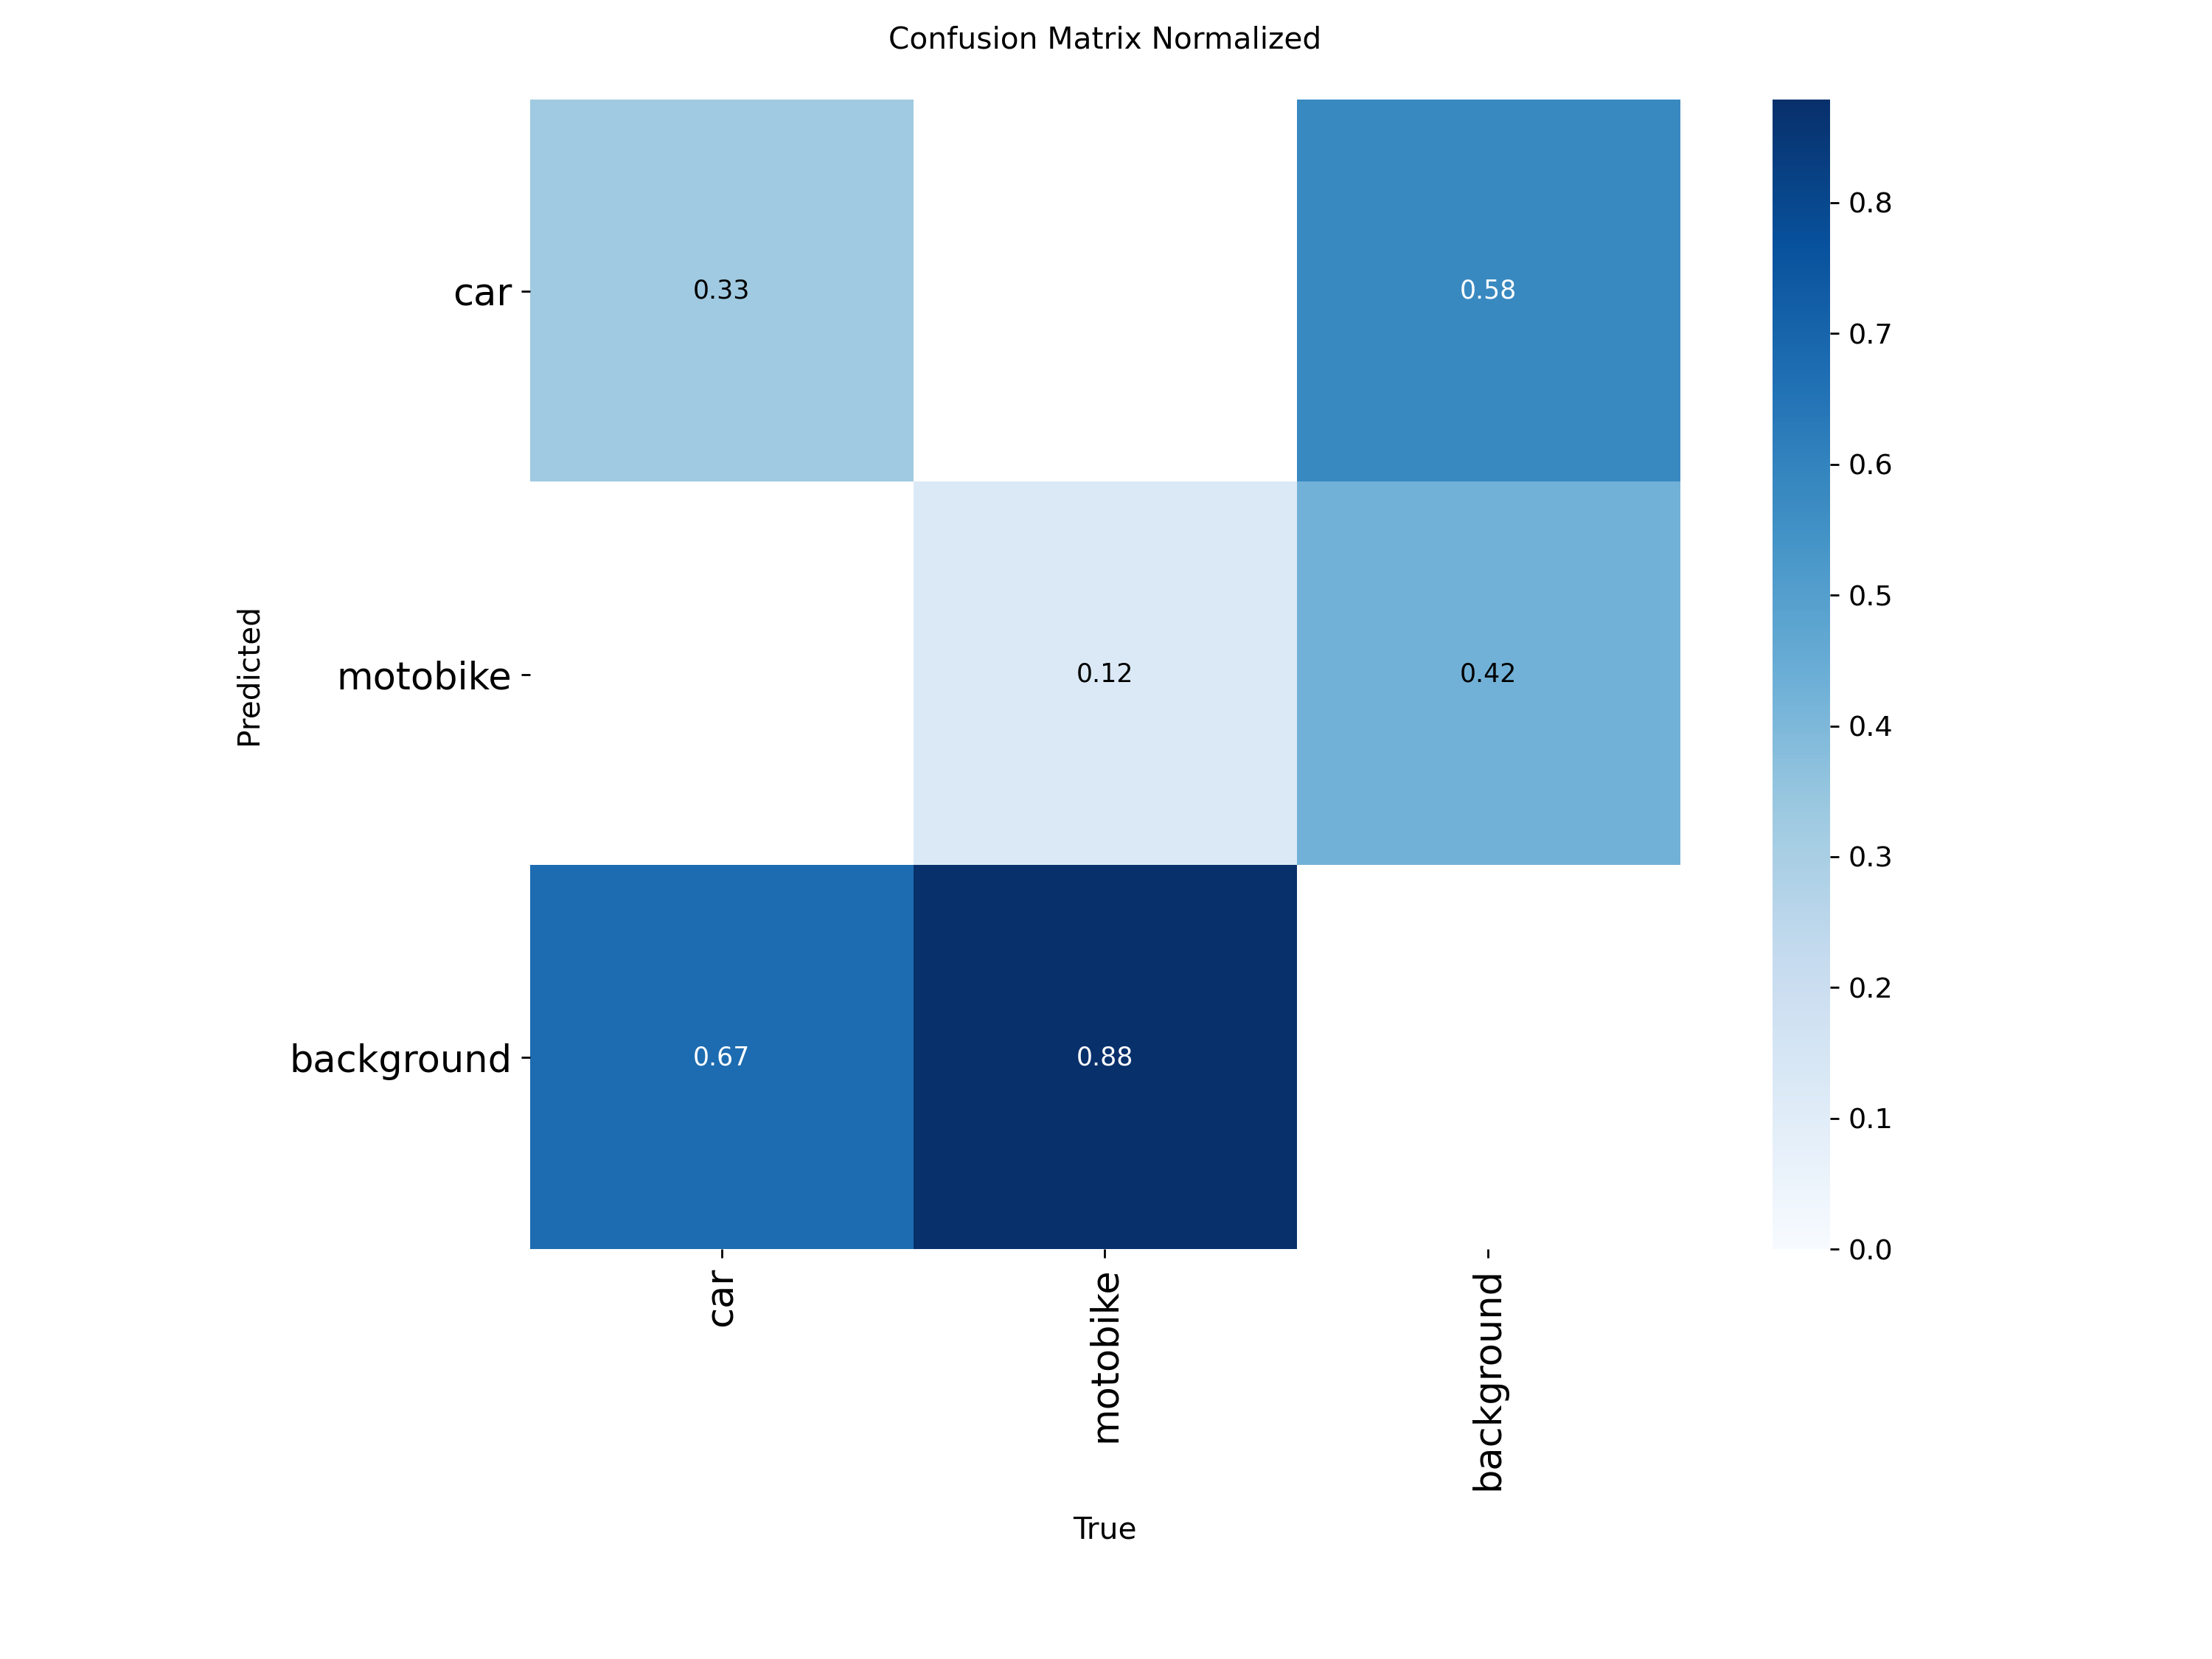 Confusion Matrix Normalized
car
0.33
0.58
motobike
0.12
0.42
background
0.67
0.88
Predicted
car
motobike
background
True
0.8
0.7
0.6
0.5
0.4
0.3
0.2
0.1
0.0